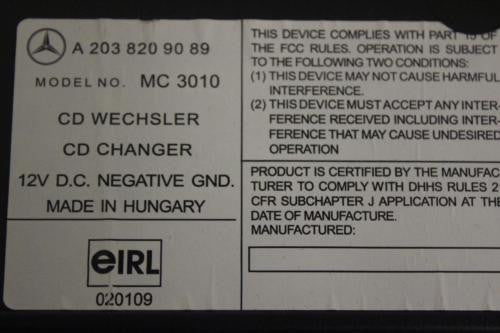 A 203 820 90 89
MODEL NO. MC 3010
CD WECHSLER
CD CHANGER
12V D.C. NEGATIVE GND.
MADE IN HUNGARY
eIRL
020109
THIS DEVICE COMPLIES WITH PART 15 OF
THE FCC RULES. OPERATION IS SUBJECT
TO THE FOLLOWING TWO CONDITIONS:
(1) THIS DEVICE MAY NOT CAUSE HARMFUL
INTERFERENCE.
(2) THIS DEVICE MUST ACCEPT ANY INTER-
FERENCE RECEIVED INCLUDING INTER-
FERENCE THAT MAY CAUSE UNDESIRED
OPERATION
PRODUCT IS CERTIFIED BY THE MANUFAC
TURER TO COMPLY WITH DHHS RULES 2
CFR SUBCHAPTER J APPLICATION AT THE
DATE OF MANUFACTURE.
MANUFACTURED: